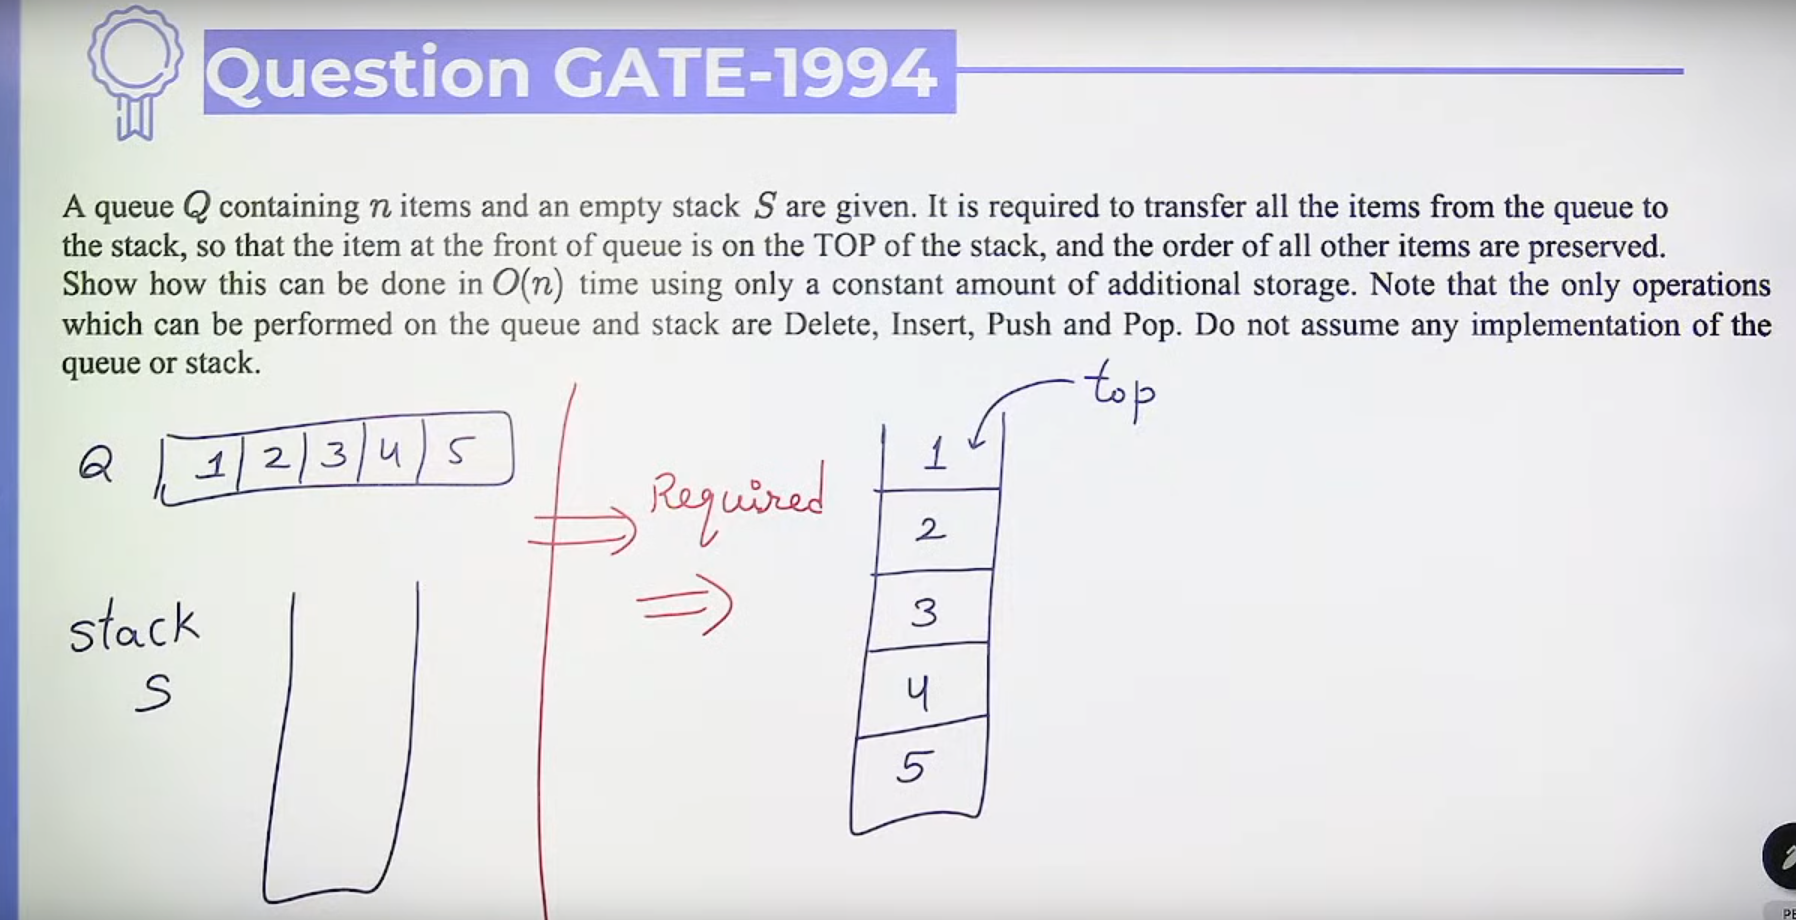 Question GATE-1994
A queue Q containing n items and an empty stack S are given. It is required to transfer all the items from the queue to
the stack, so that the item at the front of queue is on the TOP of the stack, and the order of all other items are preserved.
Show how this can be done in O(n) time using only a constant amount of additional storage. Note that the only operations
which can be performed on the queue and stack are Delete, Insert, Push and Pop. Do not assume any implementation of the
queue or stack.
top
Q 1 2 3 4 5
Required
1
2
3
4
5
stack
S